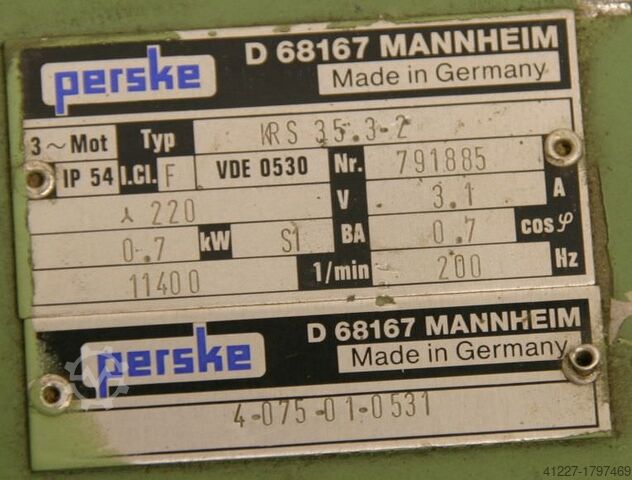 perske D 68167 MANNHEIM
Made in Germany
3~Mot Typ KRS 35.3-2
IP 54 I.Cl. F VDE 0530 Nr. 791885
⅄ 220 V 3.1 A
0.7 kW S1 BA 0.7 cosφ
11400 1/min 200 Hz
perske D 68167 MANNHEIM
Made in Germany
4-075-01-0531
41227-1797469